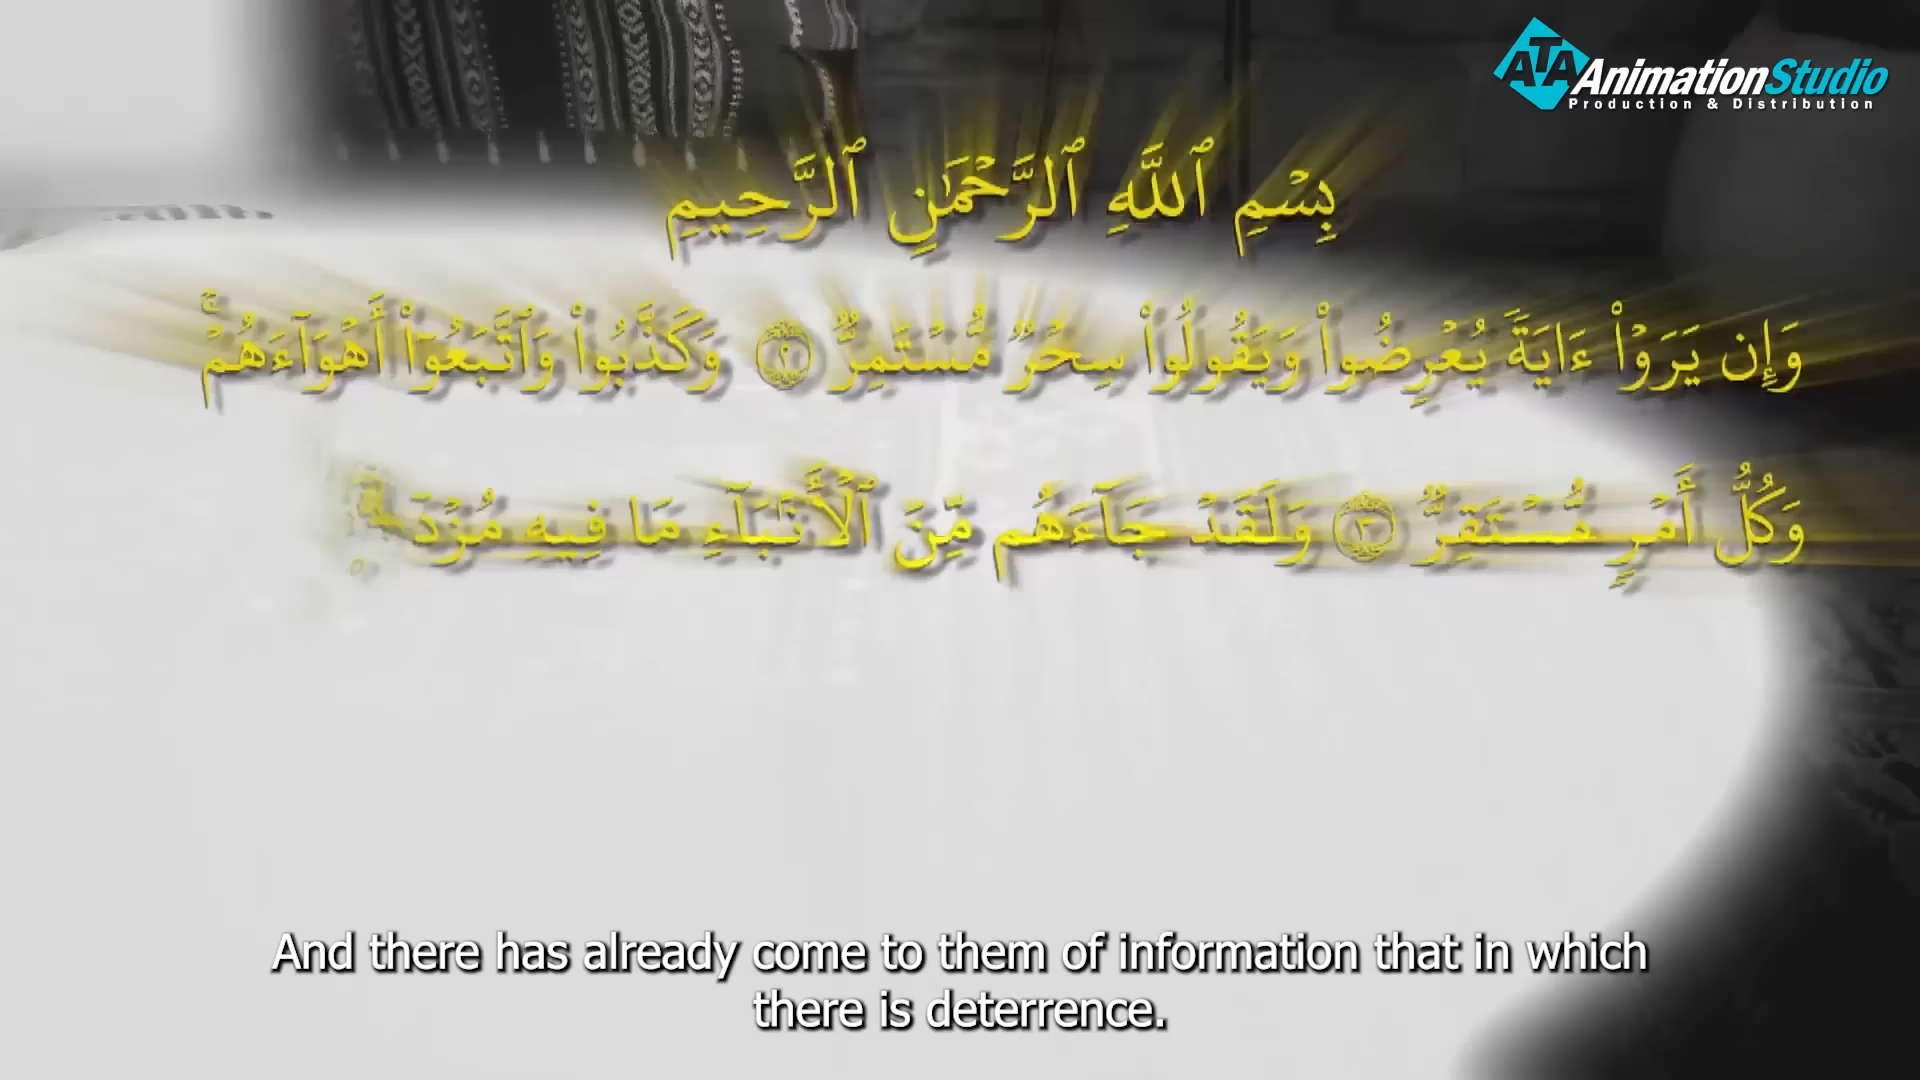 ATA AnimationStudio
Production & Distribution
بِسْمِ ٱللَّهِ ٱلرَّحْمَٰنِ ٱلرَّحِيمِ
وَإِن يَرَوْا۟ ءَايَةً يُعْرِضُوا۟ وَيَقُولُوا۟ سِحْرٌ مُّسْتَمِرٌّ ٢ وَكَذَّبُوا۟ وَٱتَّبَعُوٓا۟ أَهْوَآءَهُمْ ۚ
وَكُلُّ أَمْرٍ مُّسْتَقِرٌّ ٣ وَلَقَدْ جَآءَهُم مِّنَ ٱلْأَنۢبَآءِ مَا فِيهِ
And there has already come to them of information that in which
there is deterrence.